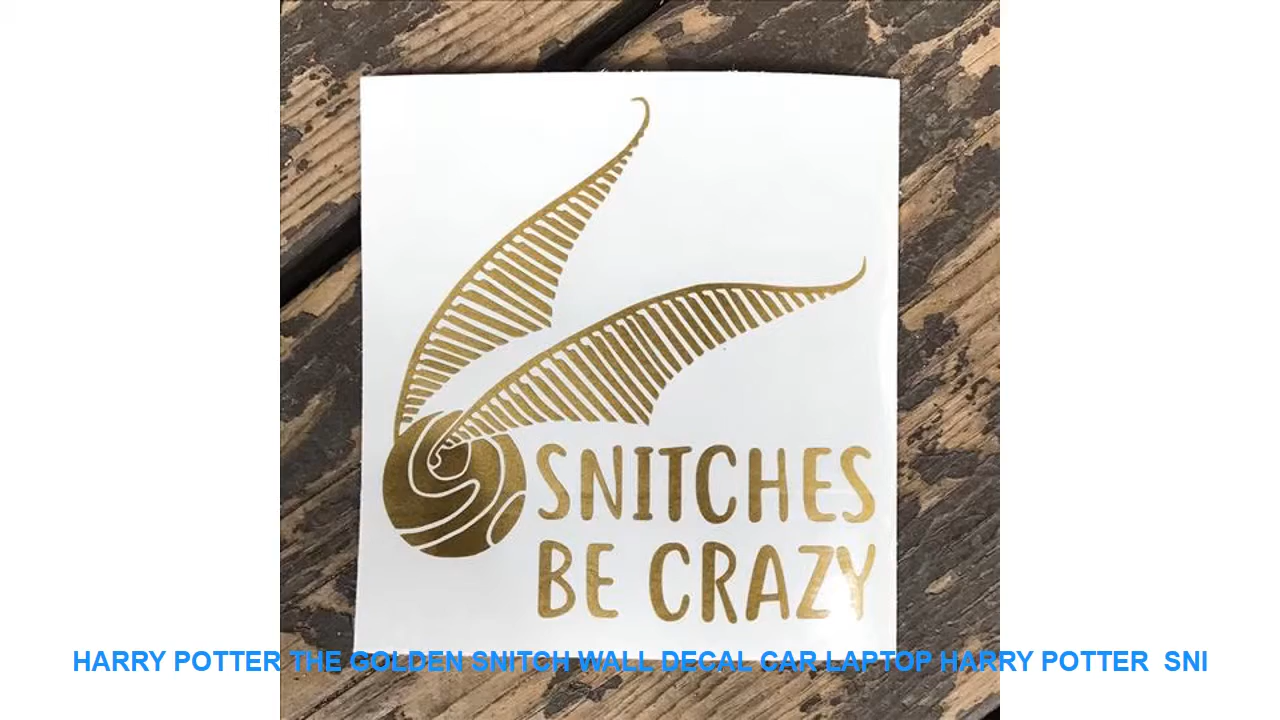 SNITCHES
BE CRAZY
HARRY POTTER THE GOLDEN SNITCH WALL DECAL CAR LAPTOP HARRY POTTER  SNI